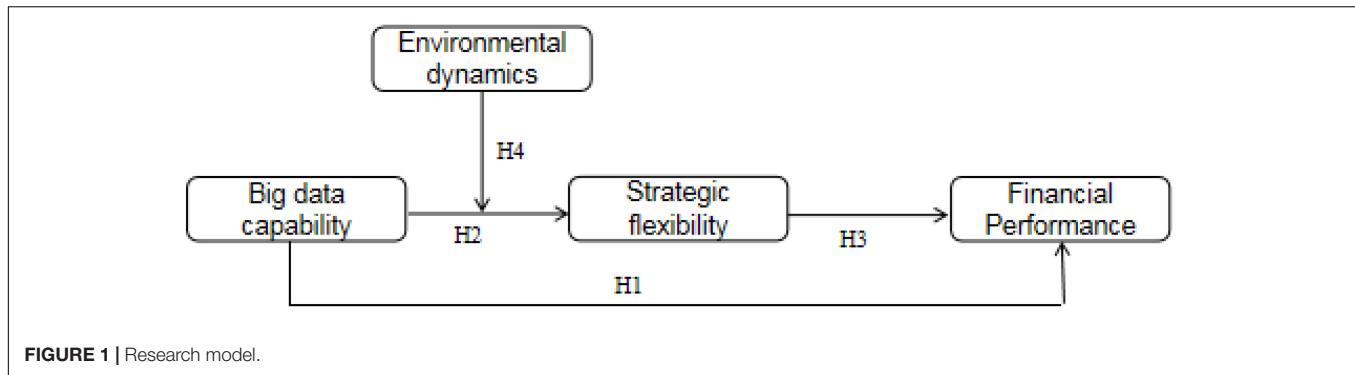 Environmental
dynamics
H4
Big data
capability
H2
Strategic
flexibility
H3
Financial
Performance
H1
FIGURE 1 | Research model.